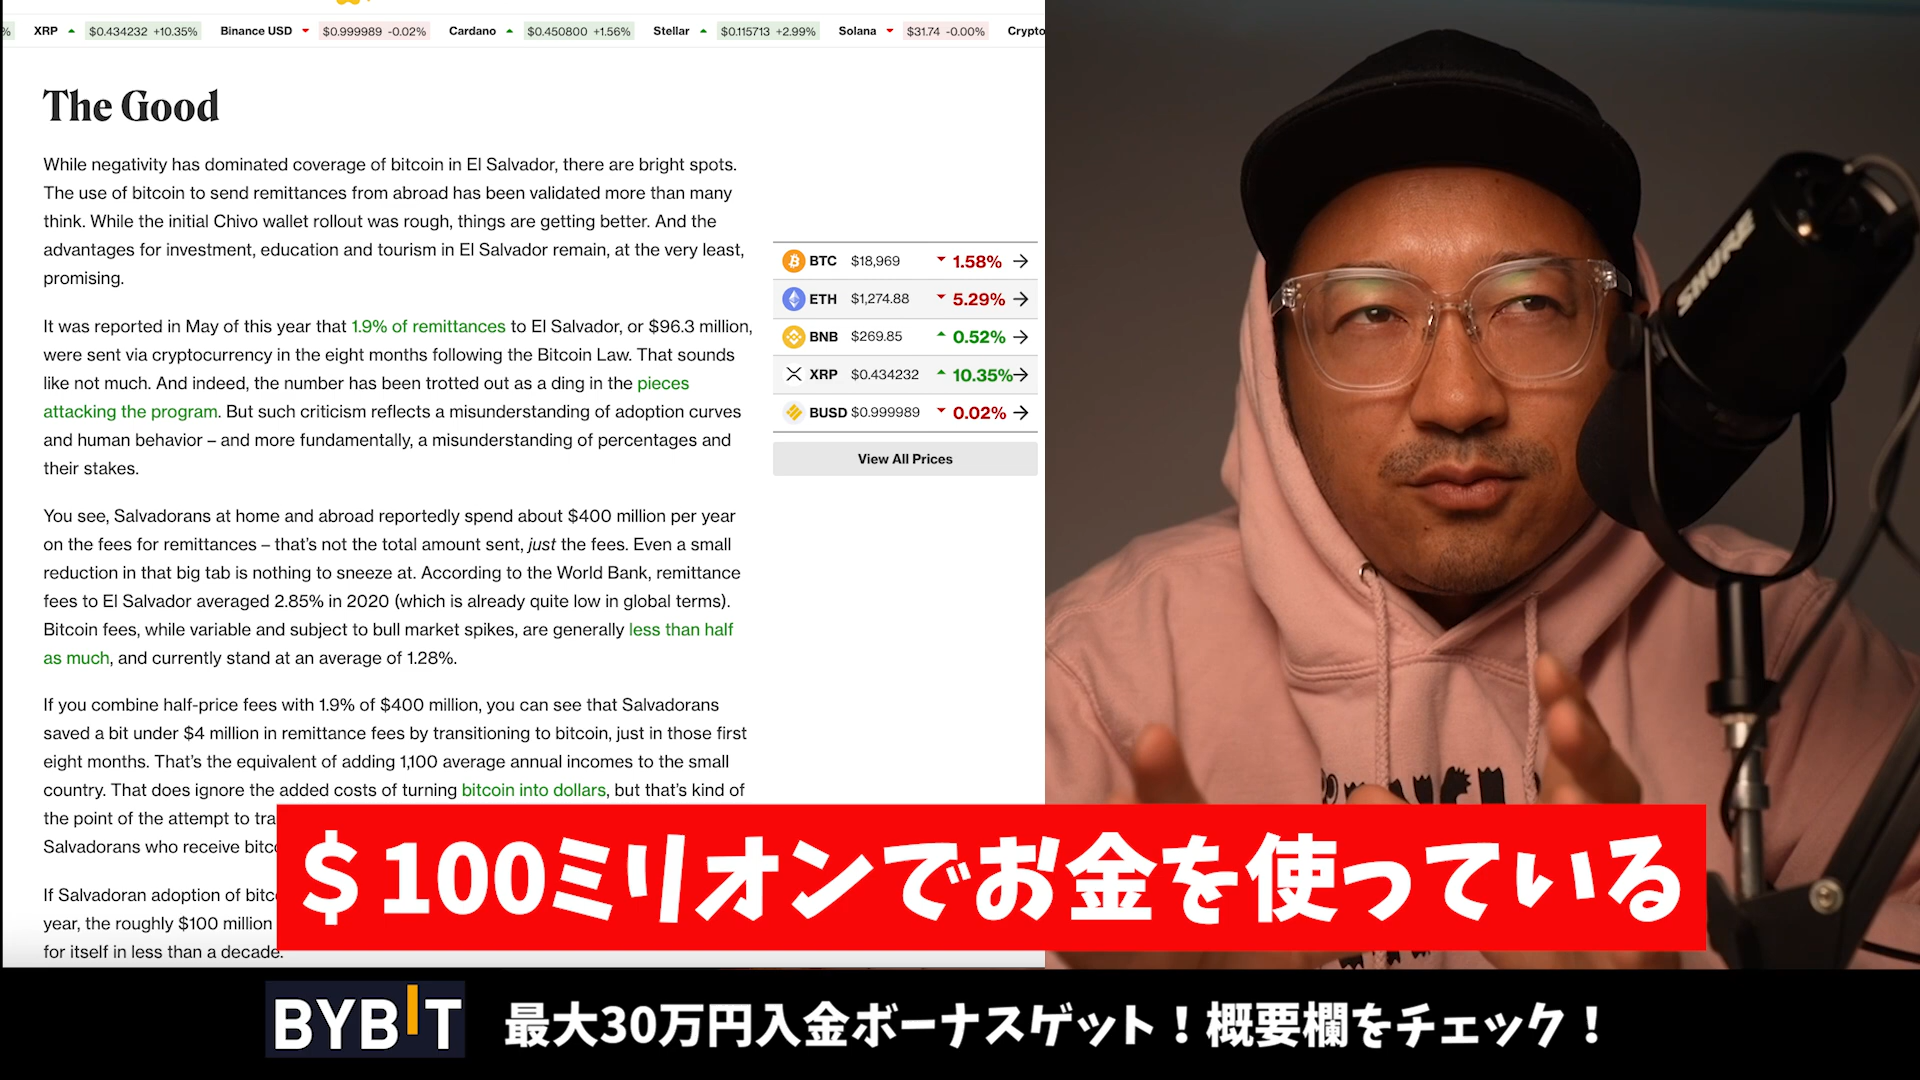 %
XRP $0.434232 +10.35% Binance USD $0.999989 -0.02% Cardano $0.450800 +1.56% Stellar $0.115713 +2.99% Solana $31.74 -0.00% Crypto
The Good
While negativity has dominated coverage of bitcoin in El Salvador, there are bright spots.
The use of bitcoin to send remittances from abroad has been validated more than many
think. While the initial Chivo wallet rollout was rough, things are getting better. And the
advantages for investment, education and tourism in El Salvador remain, at the very least,
promising.
It was reported in May of this year that 1.9% of remittances to El Salvador, or $96.3 million,
were sent via cryptocurrency in the eight months following the Bitcoin Law. That sounds
like not much. And indeed, the number has been trotted out as a ding in the pieces
attacking the program. But such criticism reflects a misunderstanding of adoption curves
and human behavior – and more fundamentally, a misunderstanding of percentages and
their stakes.
You see, Salvadorans at home and abroad reportedly spend about $400 million per year
on the fees for remittances – that's not the total amount sent, just the fees. Even a small
reduction in that big tab is nothing to sneeze at. According to the World Bank, remittance
fees to El Salvador averaged 2.85% in 2020 (which is already quite low in global terms).
Bitcoin fees, while variable and subject to bull market spikes, are generally less than half
as much, and currently stand at an average of 1.28%.
If you combine half-price fees with 1.9% of $400 million, you can see that Salvadorans
saved a bit under $4 million in remittance fees by transitioning to bitcoin, just in those first
eight months. That's the equivalent of adding 1,100 average annual incomes to the small
country. That does ignore the added costs of turning bitcoin into dollars, but that's kind of
the point of the attempt to tra
Salvadorans who receive bitc
If Salvadoran adoption of bitc
year, the roughly $100 million
for itself in less than a decade.
BTC $18,969 1.58%
ETH $1,274.88 5.29%
BNB $269.85 0.52%
XRP $0.434232 10.35%
BUSD $0.999989 0.02%
View All Prices
SHURE
＄100ミリオンでお金を使っている
BYBIT 最大30万円入金ボーナスゲット！概要欄をチェック！